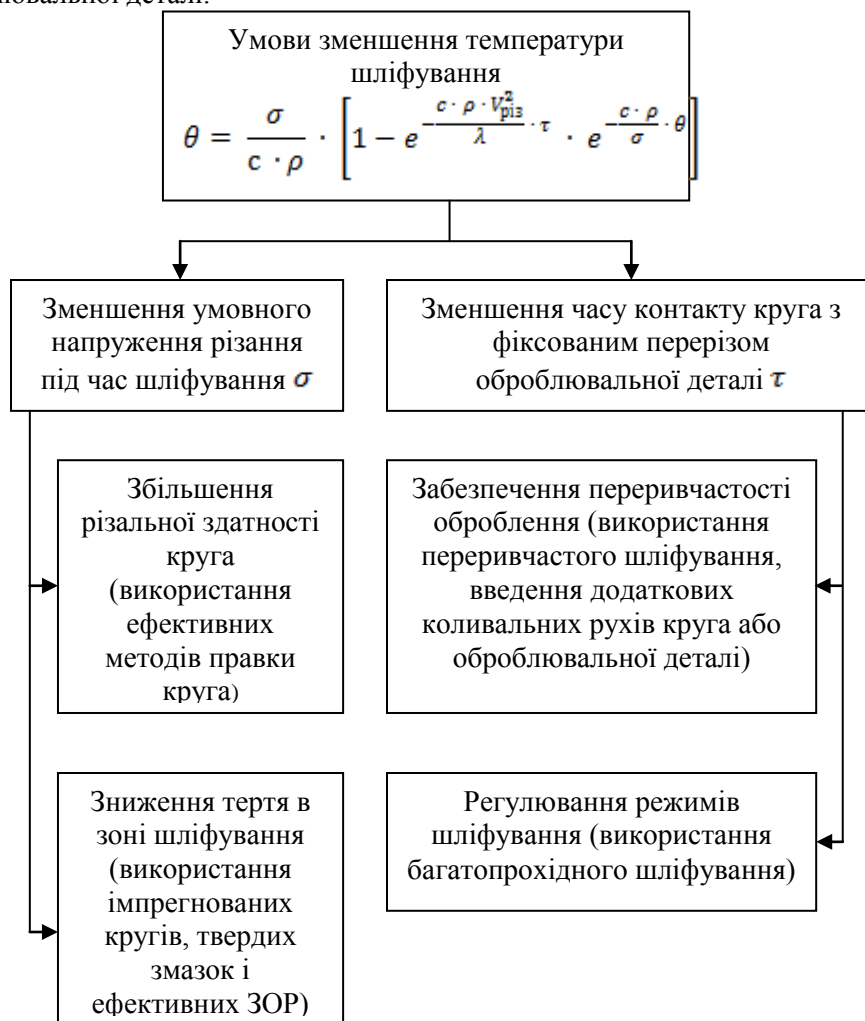 деталі.
Умови зменшення температури
шліфування
θ = σ / (c · ρ) · [1 − e^(−(c · ρ · V²різ / λ) · τ) · e^(−(c · ρ / σ) · θ)]
Зменшення умовного
напруження різання
під час шліфування σ
Зменшення часу контакту круга з
фіксованим перерізом
оброблювальної деталі τ
Збільшення
різальної здатності
круга
(використання
ефективних
методів правки
круга)
Забезпечення переривчастості
оброблення (використання
переривчастого шліфування,
введення додаткових
коливальних рухів круга або
оброблювальної деталі)
Зниження тертя в
зоні шліфування
(використання
імпрегнованих
кругів, твердих
змазок і
ефективних ЗОР)
Регулювання режимів
шліфування (використання
багатопрохідного шліфування)